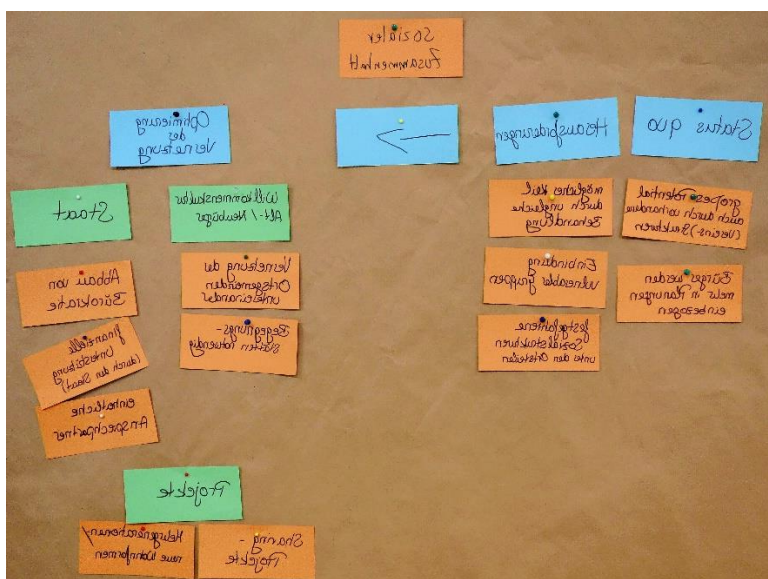 Sozialer
Zusammenhalt
Status quo
großes Potential
auch durch vorhandene
(Vereins-)Strukturen
Bürger werden
mehr in Planungen
einbezogen
Herausforderungen
möglicher Keil
durch ungleiche
Behandlung
Einbindung
vulnerabler Gruppen
festgefahrene
Sozialstrukturen
unter den Ortsteilen
Optimierung
der
Vernetzung
Willkommenskultur
Alt-/Neubürger
Vernetzung der
Ortsgemeinden
untereinander
Begegnungs-
stätten notwendig
Staat
Abbau von
Bürokratie
finanzielle
Unterstützung
(durch den Staat)
einheitliche
Ansprechpartner
Projekte
Sharing-
Projekte
Mehrgenerationen/
neue Wohnformen